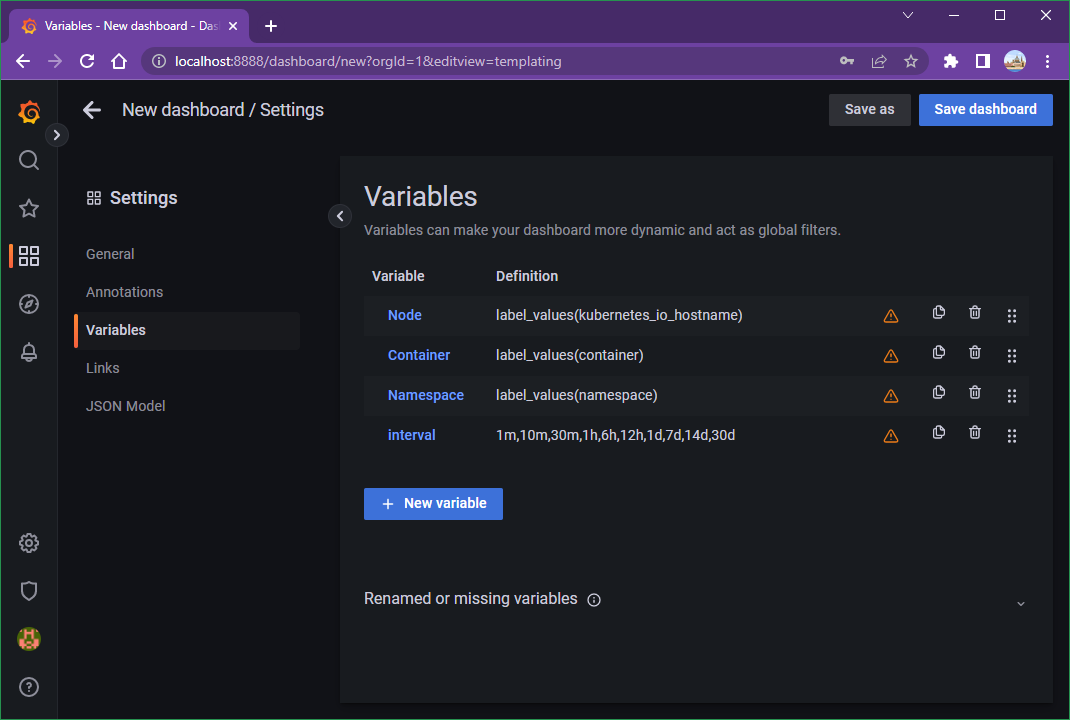 Variables - New dashboard - Das
localhost:8888/dashboard/new?orgId=1&editview=templating
New dashboard / Settings
Save as
Save dashboard
Settings
General
Annotations
Variables
Links
JSON Model
Variables
Variables can make your dashboard more dynamic and act as global filters.
Variable Definition
Node label_values(kubernetes_io_hostname)
Container label_values(container)
Namespace label_values(namespace)
interval 1m,10m,30m,1h,6h,12h,1d,7d,14d,30d
New variable
Renamed or missing variables